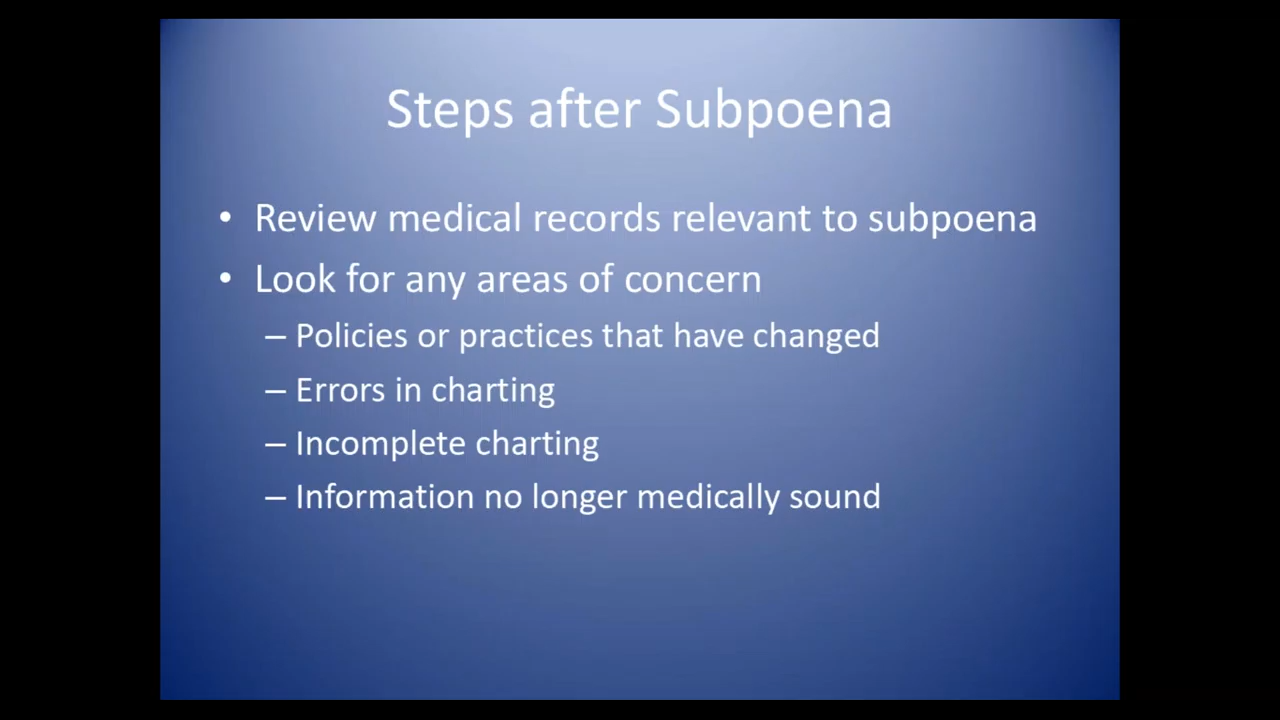 Steps after Subpoena
• Review medical records relevant to subpoena
• Look for any areas of concern
– Policies or practices that have changed
– Errors in charting
– Incomplete charting
– Information no longer medically sound